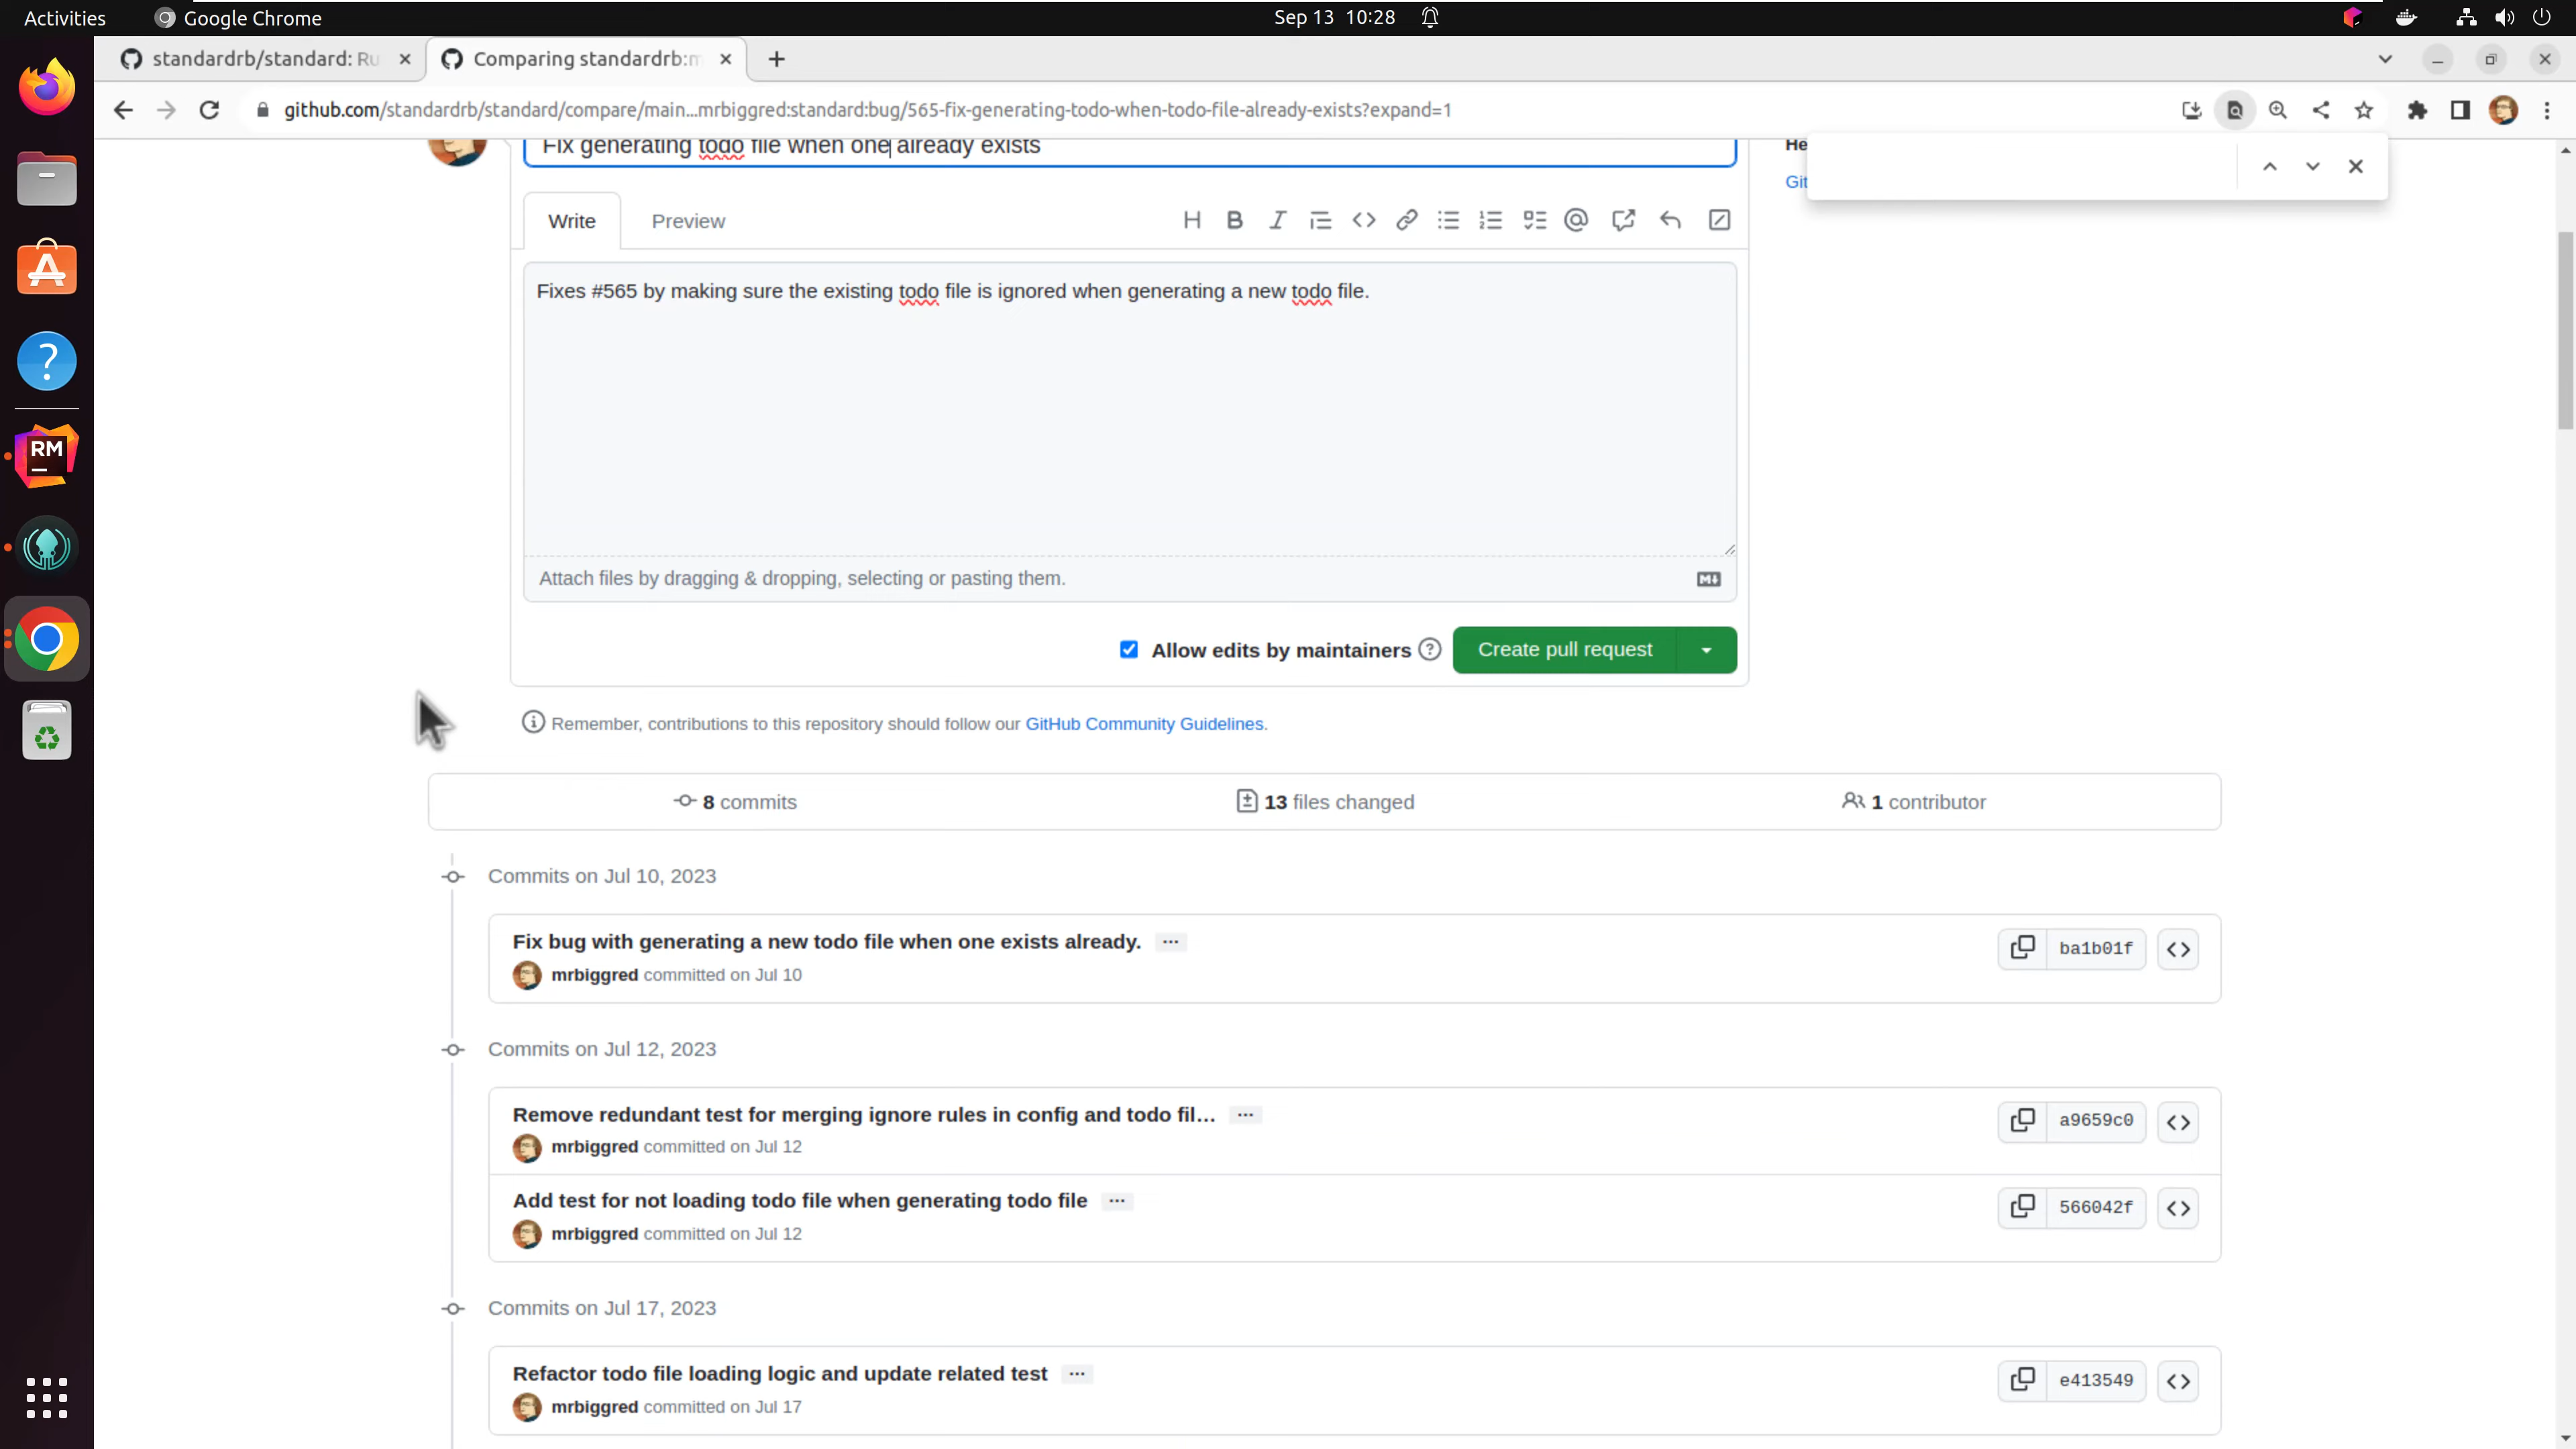 Activities Google Chrome Sep 13 10:28
standardrb/standard: Ru Comparing standardrb:m
github.com/standardrb/standard/compare/main...mrbiggred:standard:bug/565-fix-generating-todo-when-todo-file-already-exists?expand=1
Fix generating todo file when one already exists
He
Git
Write Preview
Fixes #565 by making sure the existing todo file is ignored when generating a new todo file.
Attach files by dragging & dropping, selecting or pasting them.
Allow edits by maintainers Create pull request
Remember, contributions to this repository should follow our GitHub Community Guidelines.
8 commits 13 files changed 1 contributor
Commits on Jul 10, 2023
Fix bug with generating a new todo file when one exists already. ...
ba1b01f
mrbiggred committed on Jul 10
Commits on Jul 12, 2023
Remove redundant test for merging ignore rules in config and todo fil... ...
a9659c0
mrbiggred committed on Jul 12
Add test for not loading todo file when generating todo file ...
566042f
mrbiggred committed on Jul 12
Commits on Jul 17, 2023
Refactor todo file loading logic and update related test ...
e413549
mrbiggred committed on Jul 17
RM